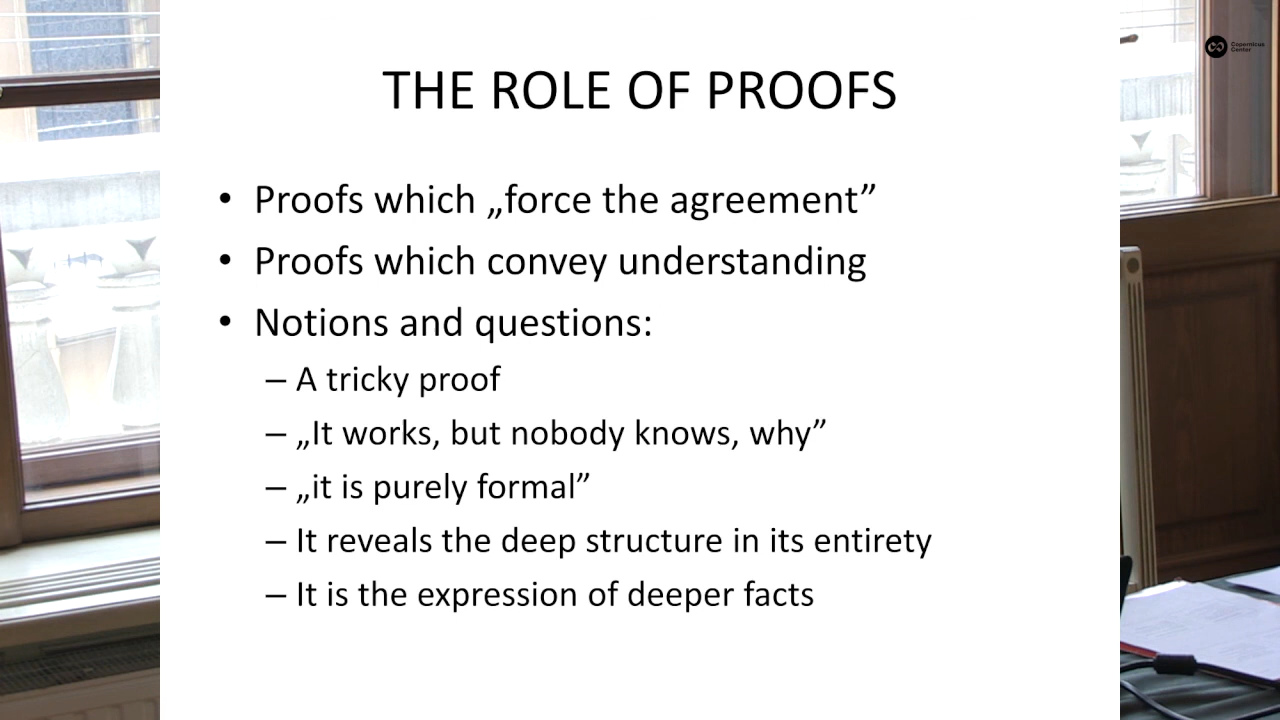 Copernicus
Center
THE ROLE OF PROOFS
• Proofs which „force the agreement”
• Proofs which convey understanding
• Notions and questions:
– A tricky proof
– „It works, but nobody knows, why”
– „it is purely formal”
– It reveals the deep structure in its entirety
– It is the expression of deeper facts